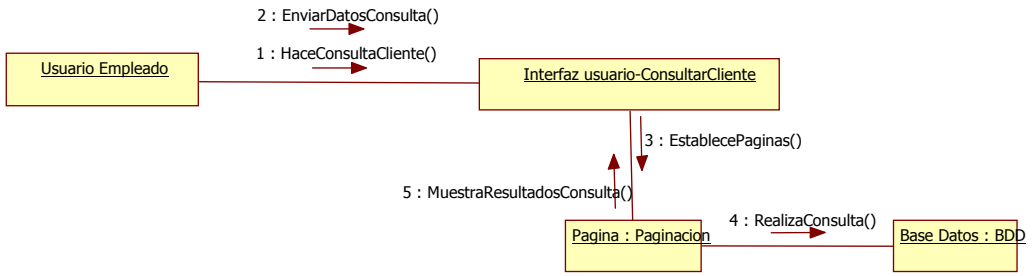 2 : EnviarDatosConsulta()
1 : HaceConsultaCliente()
Usuario Empleado
Interfaz usuario-ConsultarCliente
3 : EstablecePaginas()
5 : MuestraResultadosConsulta()
4 : RealizaConsulta()
Pagina : Paginacion
Base Datos : BDD